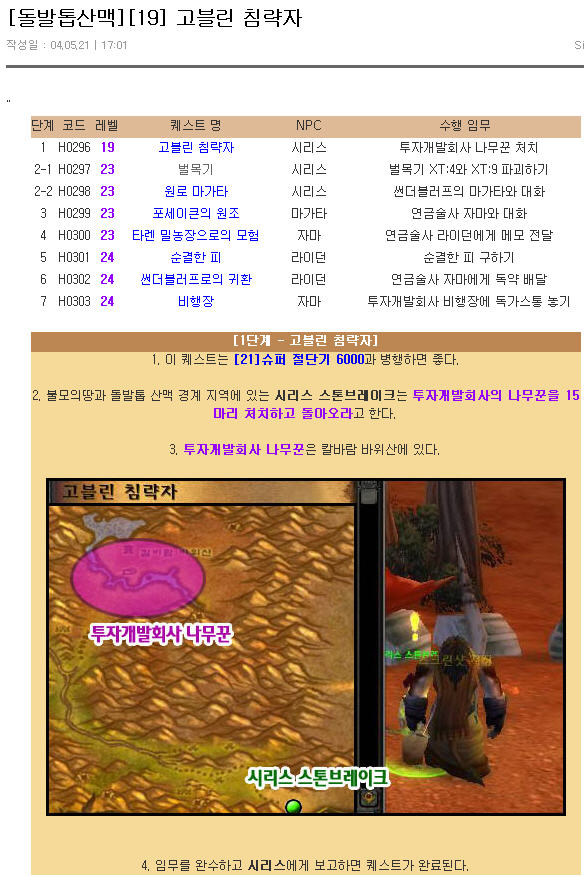 [돌발톱산맥][19] 고블린 침략자
작성일 : 04.05.21 | 17:01
Si
..
단계 코드 레벨 퀘스트 명 NPC 수행 임무
1 H0296 19 고블린 침략자 시리스 투자개발회사 나무꾼 처치
2-1 H0297 23 벌목기 시리스 벌목기 XT:4와 XT:9 파괴하기
2-2 H0298 23 원로 마가타 시리스 썬더블러프의 마가타와 대화
3 H0299 23 포세이큰의 원조 마가타 연금술사 자마와 대화
4 H0300 23 타렌 밀농장으로의 모험 자마 연금술사 라이던에게 메모 전달
5 H0301 24 순결한 피 라이던 순결한 피 구하기
6 H0302 24 썬더블러프로의 귀환 라이던 연금술사 자마에게 독약 배달
7 H0303 24 비행장 자마 투자개발회사 비행장에 독가스통 놓기
[1단계 - 고블린 침략자]
1. 이 퀘스트는 [21]슈퍼 절단기 6000과 병행하면 좋다.
2. 불모의땅과 돌발톱 산맥 경계 지역에 있는 시리스 스톤브레이크는 투자개발회사의 나무꾼을 15
마리 처치하고 돌아오라고 한다.
3. 투자개발회사 나무꾼은 칼바람 바위산에 있다.
고블린 침략자
투자개발회사 나무꾼
시리스 스톤브레이크
4. 임무를 완수하고 시리스에게 보고하면 퀘스트가 완료된다.